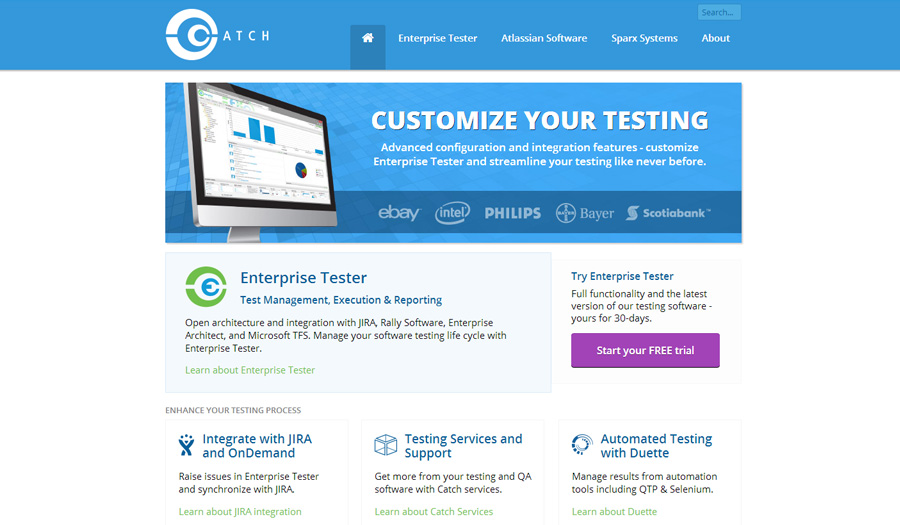 Search...
ATCH
Enterprise Tester
Atlassian Software
Sparx Systems
About
CUSTOMIZE YOUR TESTING
Advanced configuration and integration features - customize
Enterprise Tester and streamline your testing like never before.
ebay
intel
PHILIPS
BAYER
Bayer
Scotiabank™
Enterprise Tester
Test Management, Execution & Reporting
Open architecture and integration with JIRA, Rally Software, Enterprise
Architect, and Microsoft TFS. Manage your software testing life cycle with
Enterprise Tester.
Learn about Enterprise Tester
Try Enterprise Tester
Full functionality and the latest
version of our testing software -
yours for 30-days.
Start your FREE trial
ENHANCE YOUR TESTING PROCESS
Integrate with JIRA
and OnDemand
Raise issues in Enterprise Tester
and synchronize with JIRA.
Learn about JIRA integration
Testing Services and
Support
Get more from your testing and QA
software with Catch services.
Learn about Catch Services
Automated Testing
with Duette
Manage results from automation
tools including QTP & Selenium.
Learn about Duette